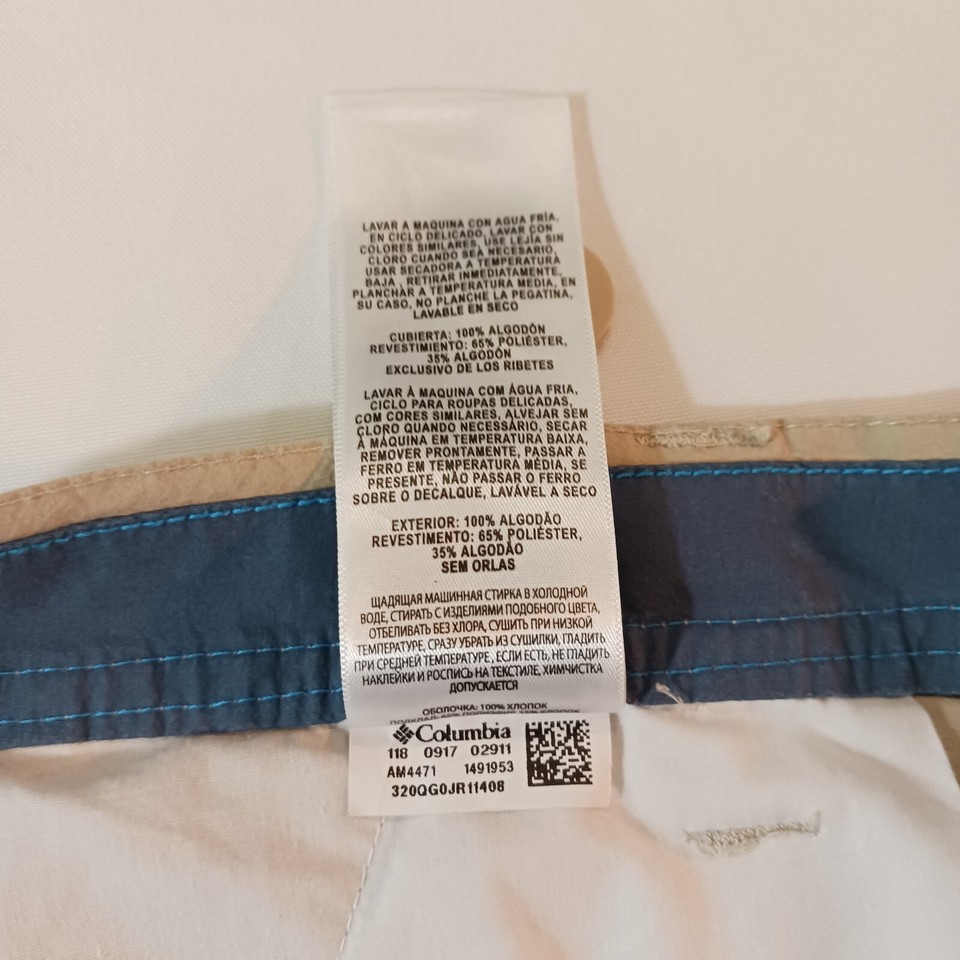 LAVAR A MAQUINA CON AGUA FRÍA,
EN CICLO DELICADO, LAVAR CON
COLORES SIMILARES, USE LEJÍA SIN
CLORO CUANDO SEA NECESARIO,
USAR SECADORA A TEMPERATURA
BAJA , RETIRAR INMEDIATAMENTE,
PLANCHAR A TEMPERATURA MEDIA, EN
SU CASO, NO PLANCHE LA PEGATINA,
LAVABLE EN SECO
CUBIERTA: 100% ALGODÓN
REVESTIMIENTO: 65% POLIÉSTER,
35% ALGODÓN
EXCLUSIVO DE LOS RIBETES
LAVAR À MAQUINA COM ÁGUA FRIA,
CICLO PARA ROUPAS DELICADAS,
COM CORES SIMILARES, ALVEJAR SEM
CLORO QUANDO NECESSÁRIO, SECAR
À MÁQUINA EM TEMPERATURA BAIXA,
REMOVER PRONTAMENTE, PASSAR A
FERRO EM TEMPERATURA MÉDIA, SE
PRESENTE, NÃO PASSAR O FERRO
SOBRE O DECALQUE, LAVÁVEL A SECO
EXTERIOR: 100% ALGODÃO
REVESTIMENTO: 65% POLIÉSTER,
35% ALGODÃO
SEM ORLAS
ЩАДЯЩАЯ МАШИННАЯ СТИРКА В ХОЛОДНОЙ
ВОДЕ, СТИРАТЬ С ИЗДЕЛИЯМИ ПОДОБНОГО ЦВЕТА,
ОТБЕЛИВАТЬ БЕЗ ХЛОРА, СУШИТЬ ПРИ НИЗКОЙ
ТЕМПЕРАТУРЕ, СРАЗУ УБРАТЬ ИЗ СУШИЛКИ, ГЛАДИТЬ
ПРИ СРЕДНЕЙ ТЕМПЕРАТУРЕ , ЕСЛИ ЕСТЬ, НЕ ГЛАДИТЬ
НАКЛЕЙКИ И РОСПИСЬ НА ТЕКСТИЛЕ, ХИМЧИСТКА
ДОПУСКАЕТСЯ
ОБОЛОЧКА: 100% ХЛОПОК
Columbia
118 0917 02911
AM4471 1491953
320QG0JR11408